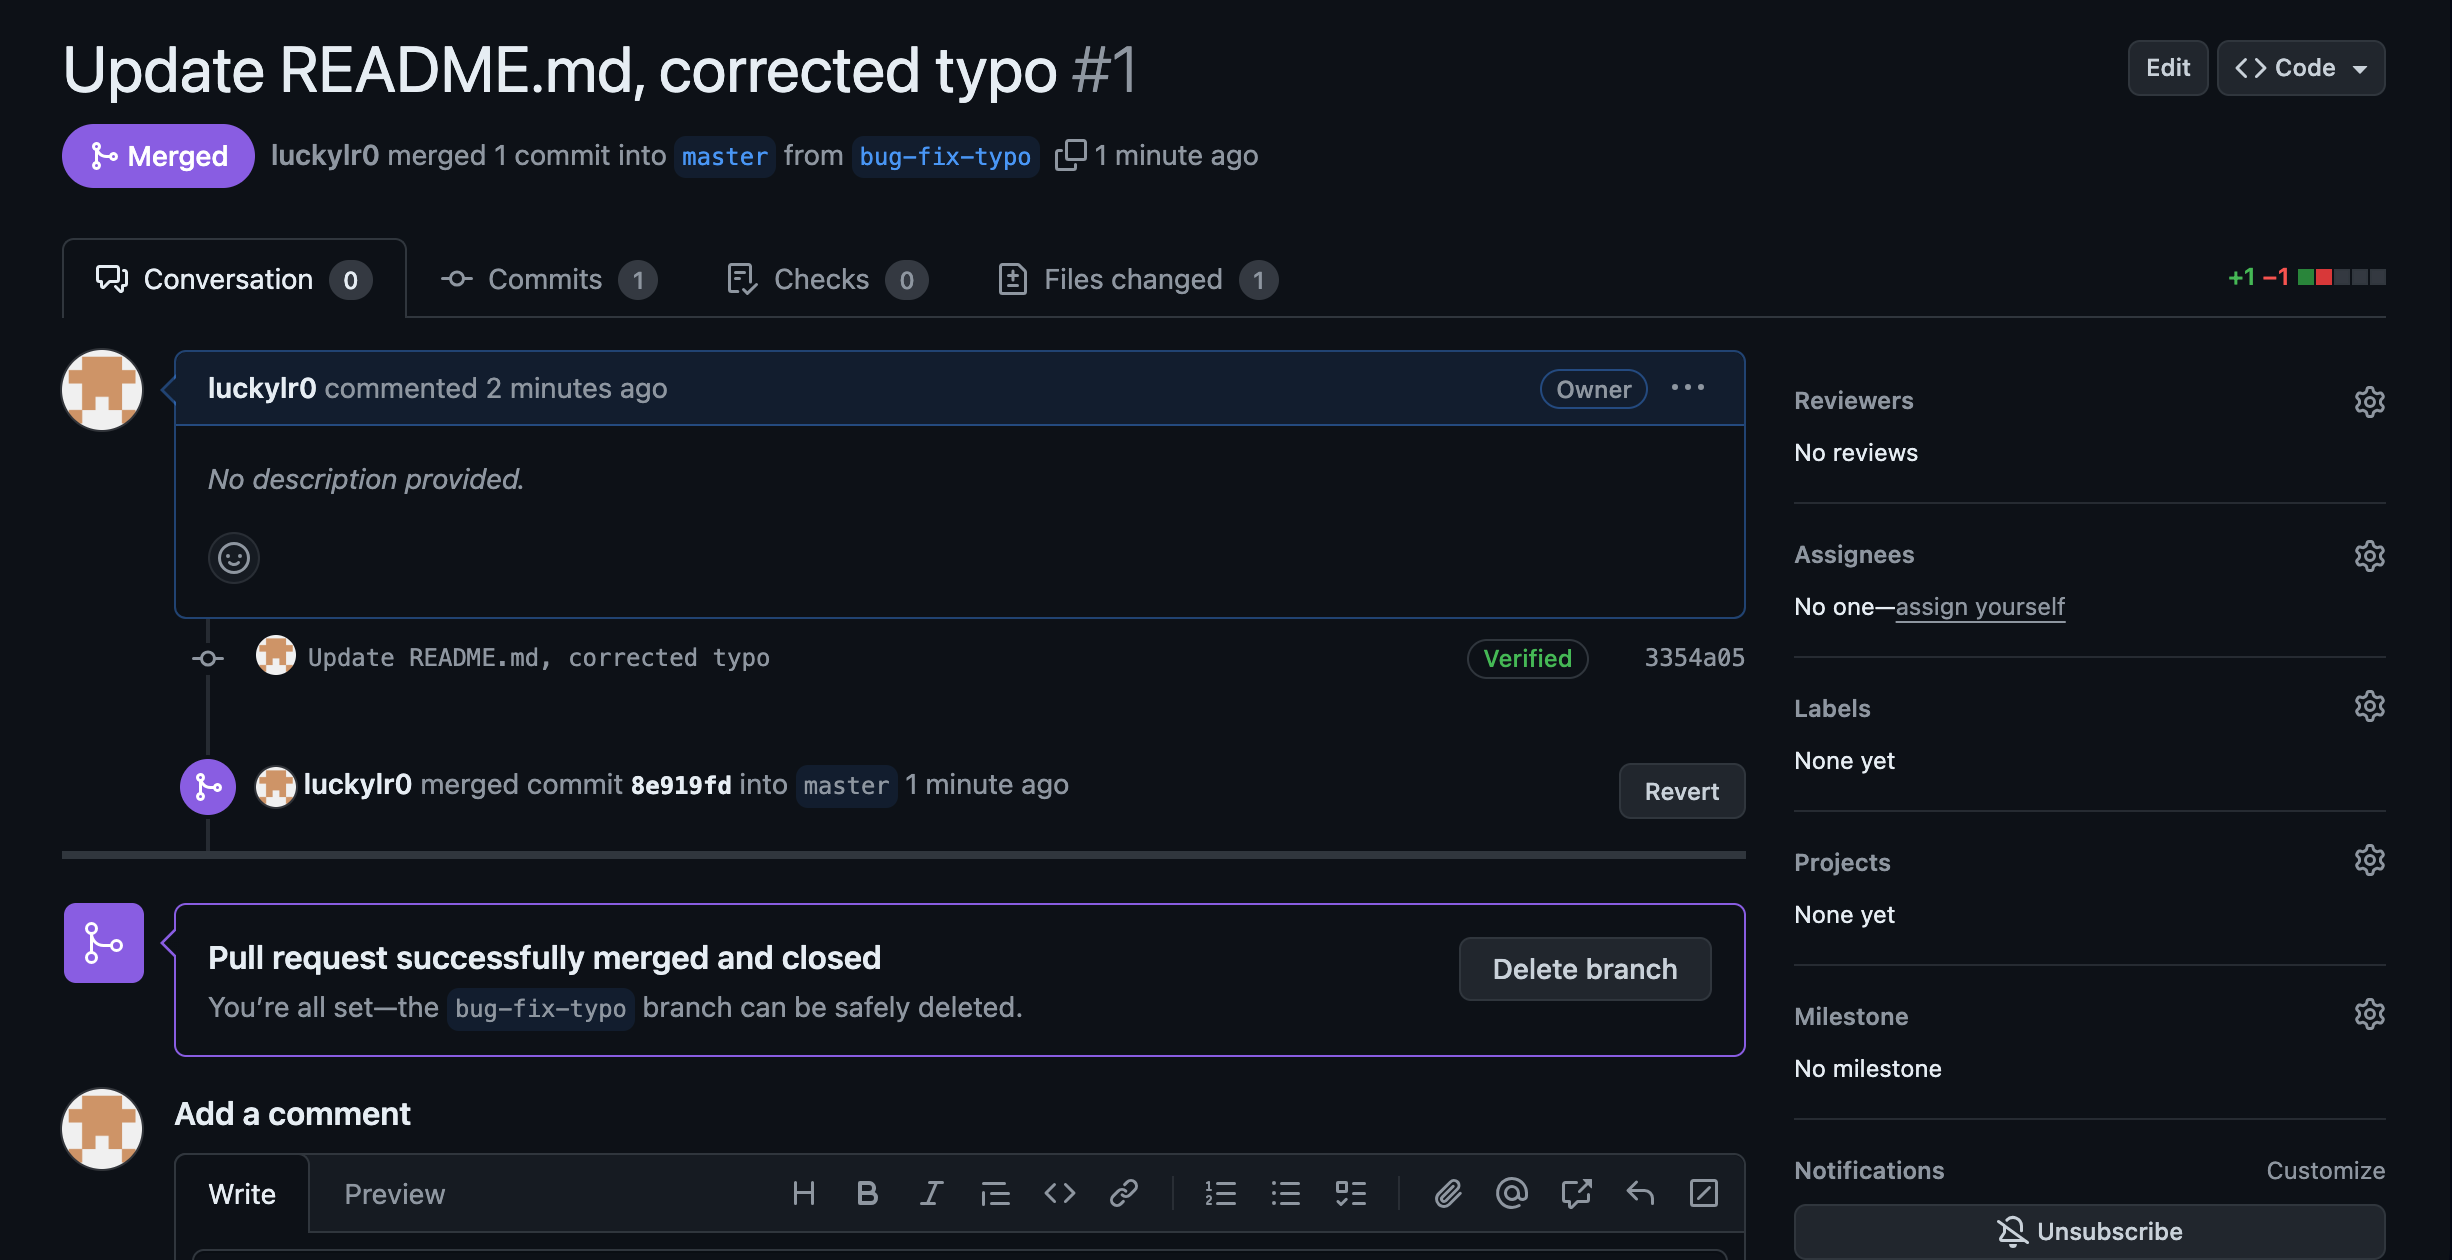 Update README.md, corrected typo #1
Edit
Code
Merged
luckylr0 merged 1 commit into master from bug-fix-typo 1 minute ago
Conversation 0
Commits 1
Checks 0
Files changed 1
+1 −1
luckylr0 commented 2 minutes ago
Owner
No description provided.
Update README.md, corrected typo
Verified
3354a05
luckylr0 merged commit 8e919fd into master 1 minute ago
Revert
Pull request successfully merged and closed
You’re all set—the bug-fix-typo branch can be safely deleted.
Delete branch
Add a comment
Write
Preview
Reviewers
No reviews
Assignees
No one—assign yourself
Labels
None yet
Projects
None yet
Milestone
No milestone
Notifications
Customize
Unsubscribe